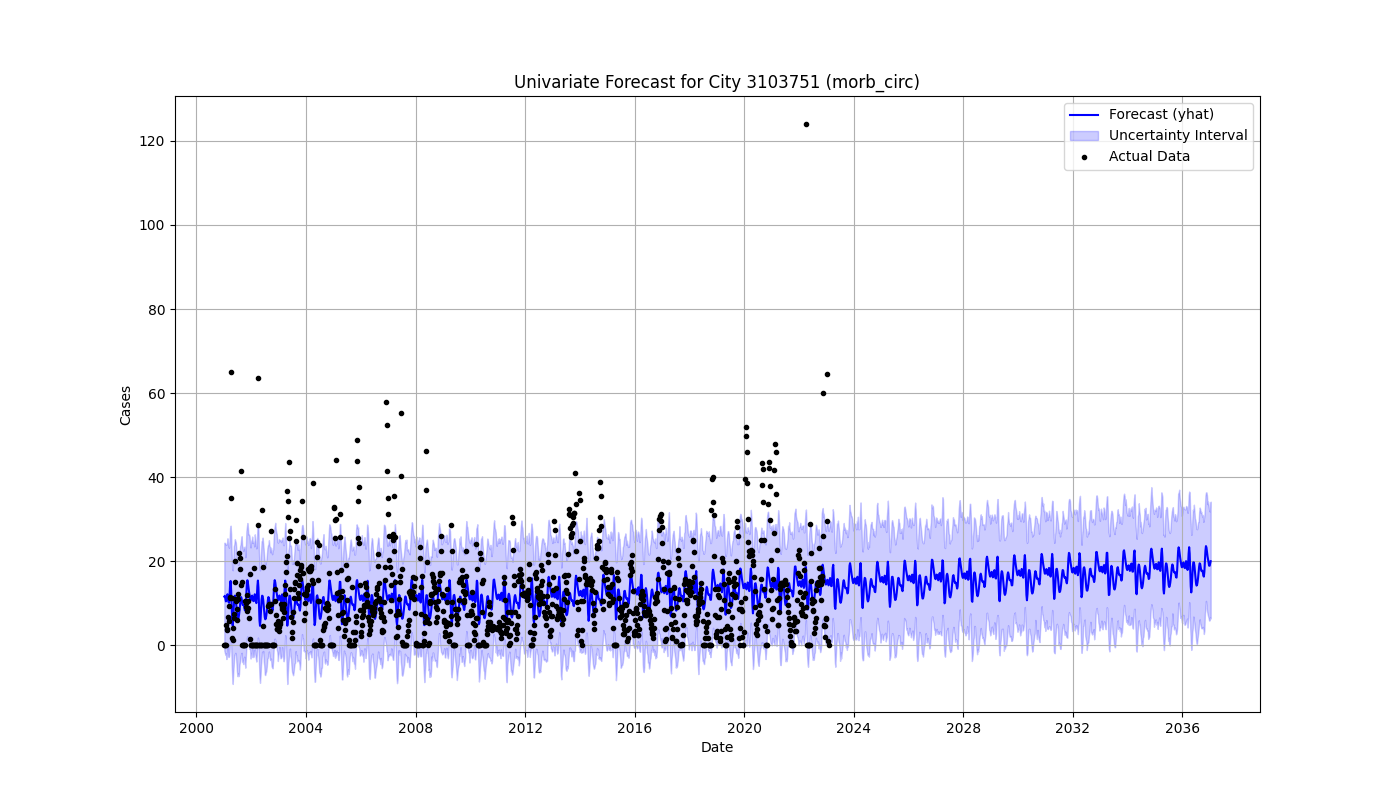 Univariate Forecast for City 3103751 (morb_circ)
Forecast (yhat)
Uncertainty Interval
Actual Data
Cases
120
100
80
60
40
20
0
2000
2004
2008
2012
2016
2020
2024
2028
2032
2036
Date